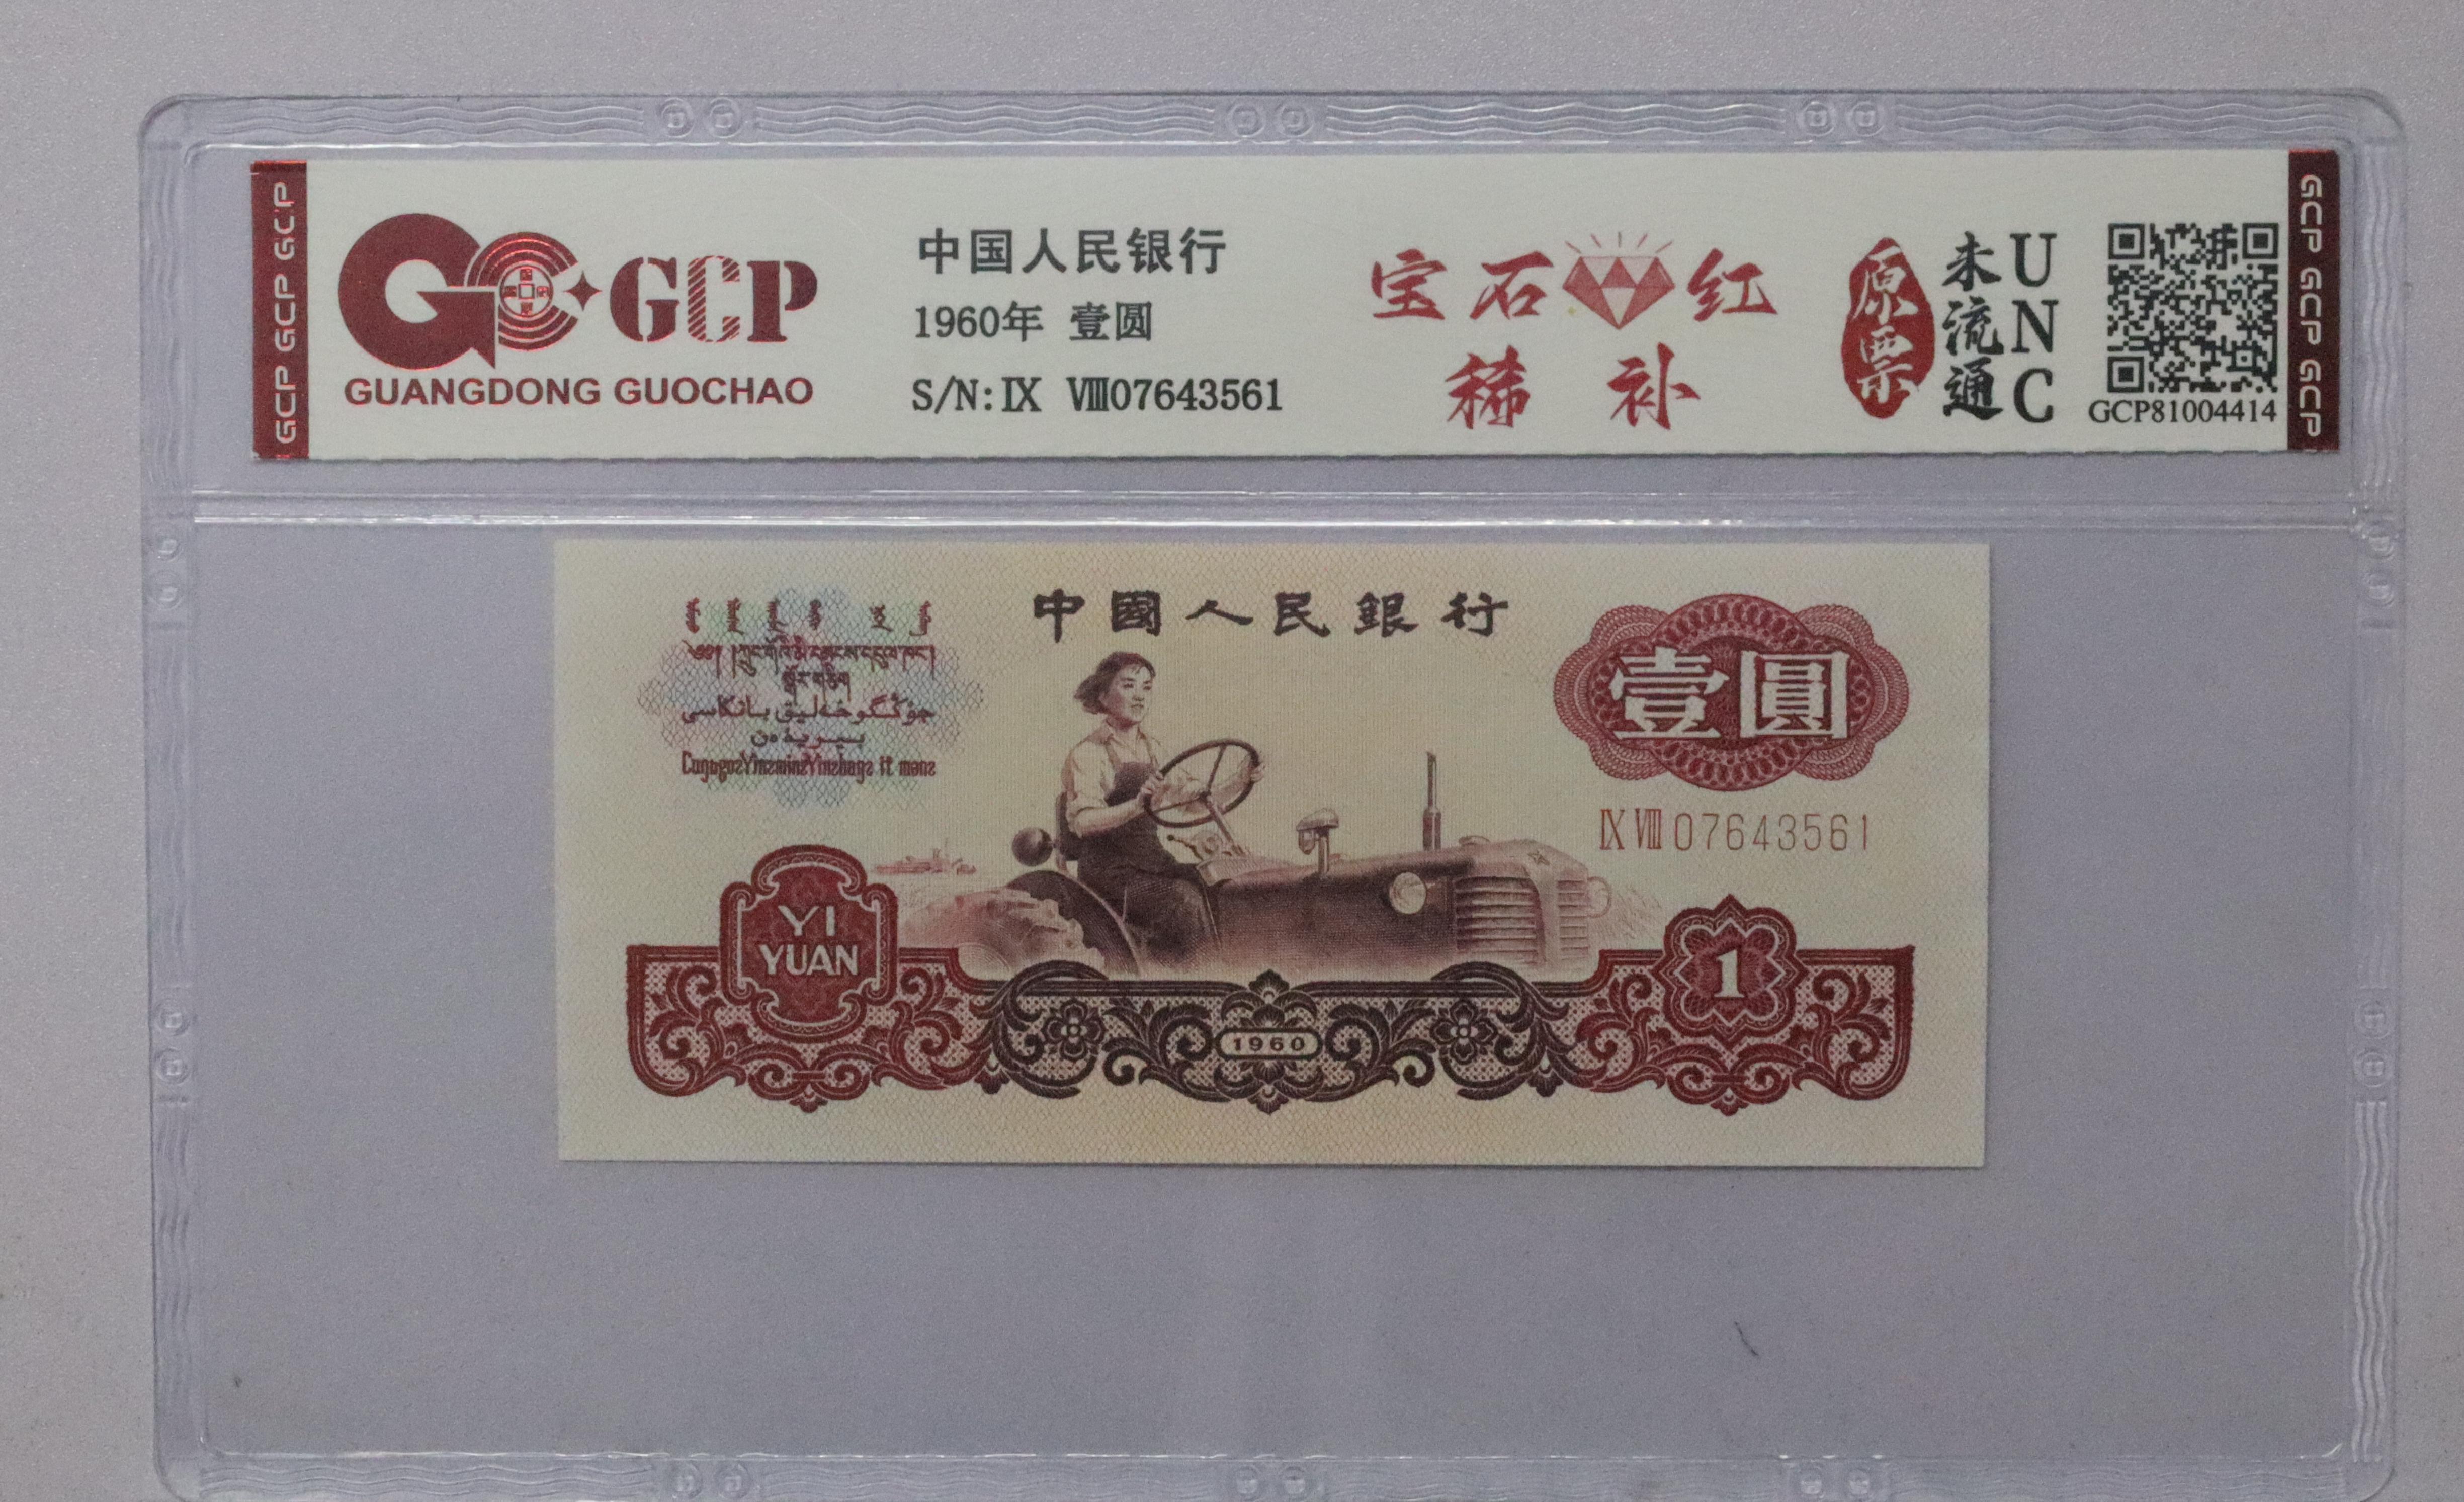 GCP GCP GCP
GCP
GUANGDONG GUOCHAO
中国人民银行
1960年 壹圆
S/N: IX VIII07643561
宝石红
稀补
原票
未流通
UNC
GCP81004414
GCP GCP GCP
中國人民銀行
壹圓
IX VIII 07643561
YI
YUAN
1
1960